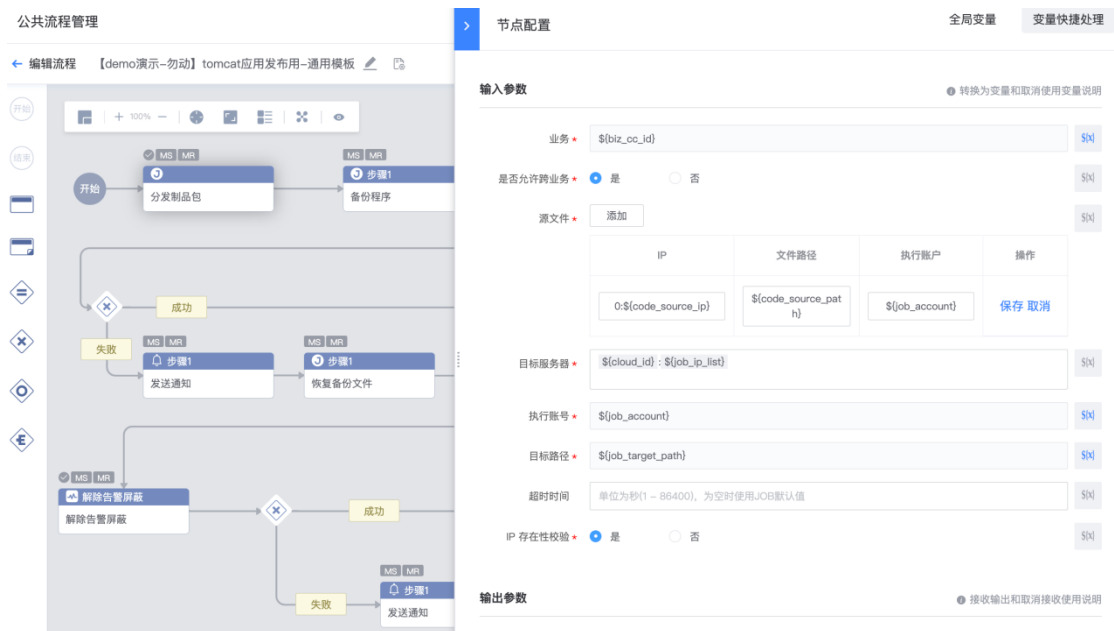 公共流程管理
编辑流程 【demo演示-勿动】tomcat应用发布用-通用模板
开始
结束
100%
开始
MS MR
分发制品包
MS MR
步骤1
备份程序
成功
失败
MS MR
步骤1
发送通知
MS MR
步骤1
恢复备份文件
MS MR
解除告警屏蔽
解除告警屏蔽
成功
失败
MS MR
步骤1
发送通知
节点配置
全局变量
变量快捷处理
输入参数
转换为变量和取消使用变量说明
业务 * ${biz_cc_id} $[x]
是否允许跨业务 * 是 否 $[x]
源文件 * 添加 $[x]
IP 文件路径 执行账户 操作
0:${code_source_ip} ${code_source_pat
h} ${job_account} 保存 取消
目标服务器 * ${cloud_id} : ${job_ip_list} $[x]
执行账号 * ${job_account} $[x]
目标路径 * ${job_target_path} $[x]
超时时间 单位为秒(1 - 86400)，为空时使用JOB默认值 $[x]
IP 存在性校验 * 是 否 $[x]
输出参数
接收输出和取消接收使用说明